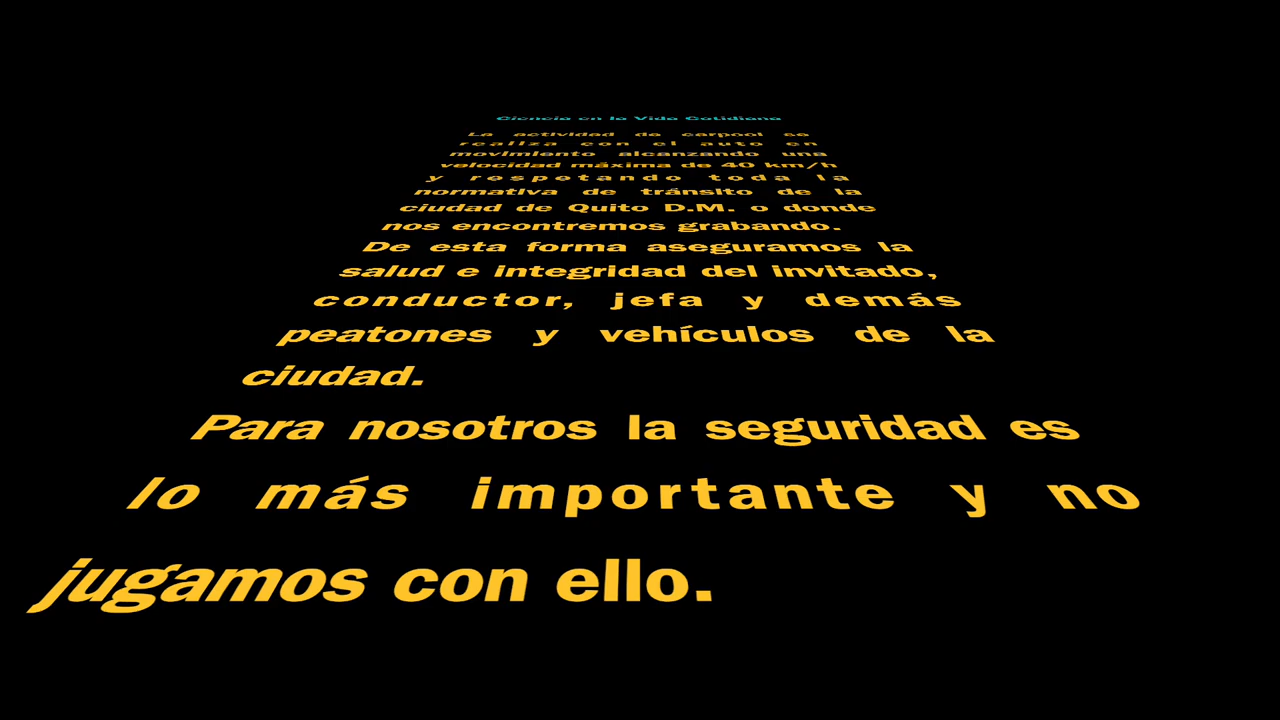 Ciencia en la Vida Cotidiana
La actividad de carpool se
realiza con el auto en
movimiento alcanzando una
velocidad máxima de 40 km/h
y respetando toda la
normativa de tránsito de la
ciudad de Quito D.M. o donde
nos encontremos grabando.
De esta forma aseguramos la
salud e integridad del invitado,
conductor, jefa y demás
peatones y vehículos de la
ciudad.
Para nosotros la seguridad es
lo más importante y no
jugamos con ello.